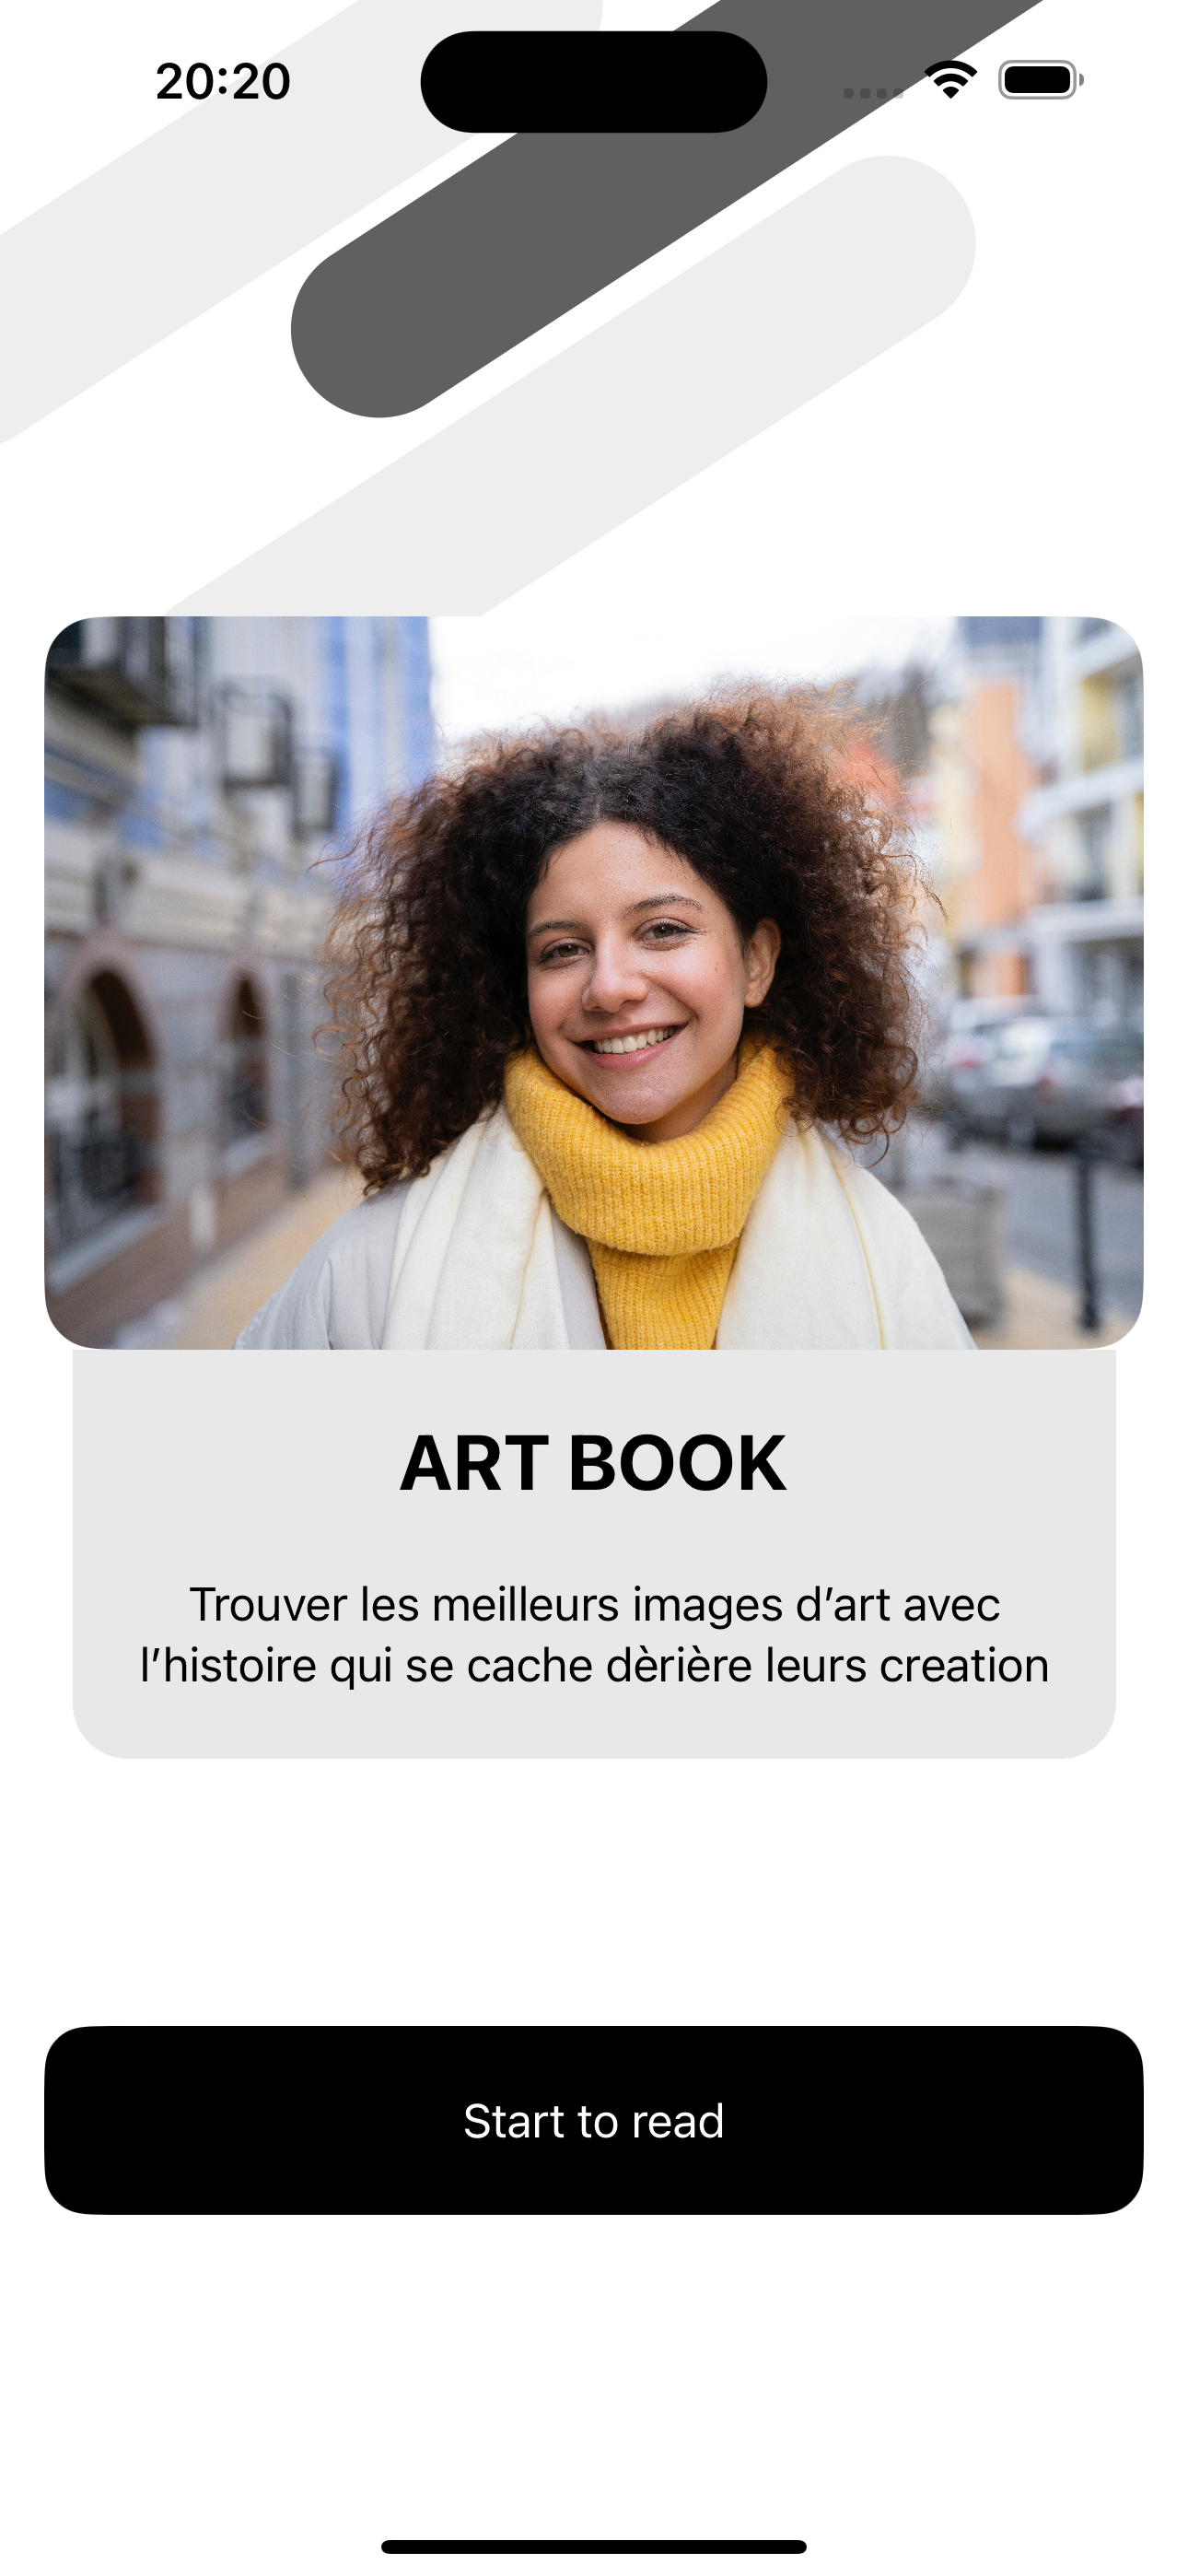 20:20
ART BOOK
Trouver les meilleurs images d’art avec
l’histoire qui se cache dèrière leurs creation
Start to read